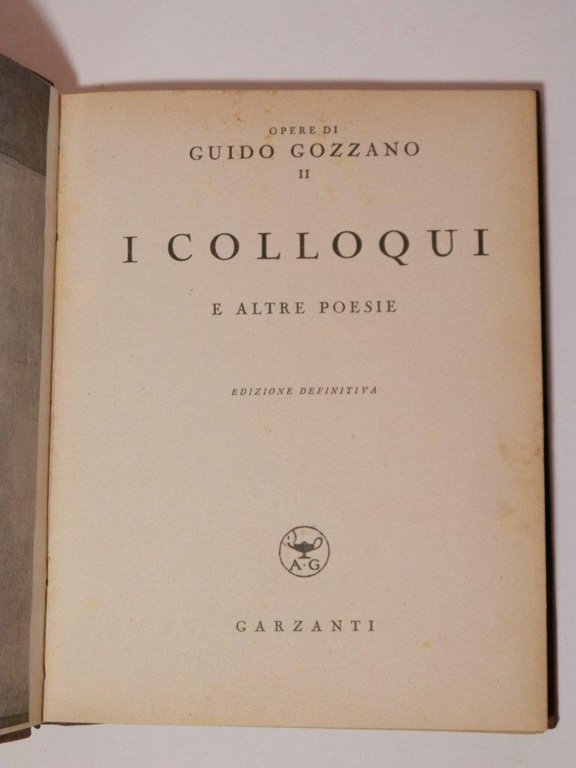 OPERE DI
GUIDO GOZZANO
II
I COLLOQUI
E ALTRE POESIE
EDIZIONE DEFINITIVA
A·G
GARZANTI